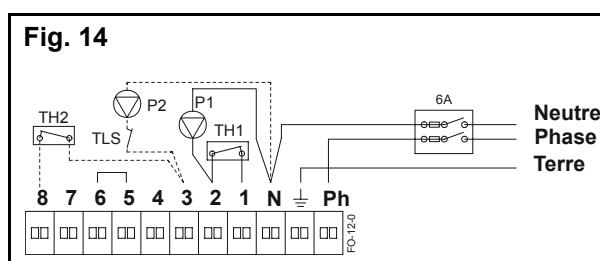 Fig. 14
6A
TH2
P2
P1
TLS
TH1
Neutre
Phase
Terre
8 7 6 5 4 3 2 1 N Ph
FO-12-0